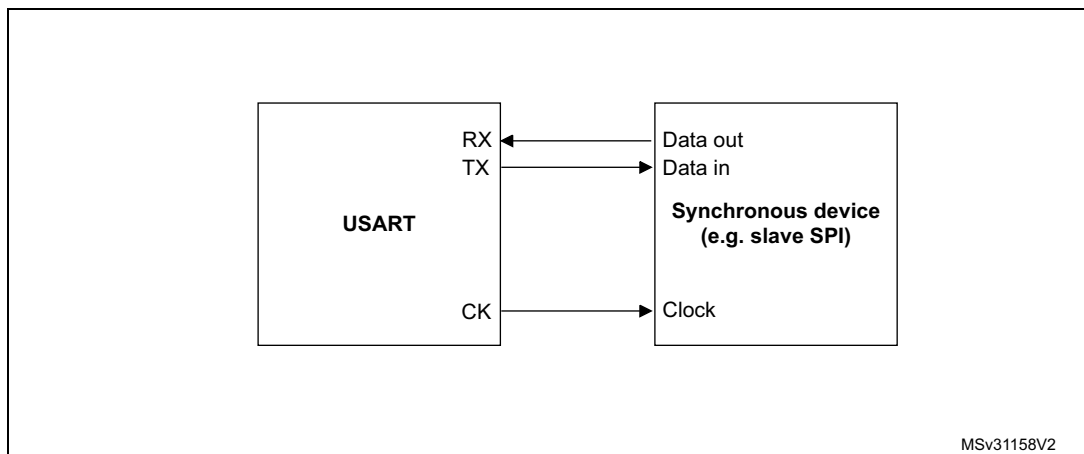 RX
Data out
TX
Data in
USART
Synchronous device
(e.g. slave SPI)
CK
Clock
MSv31158V2